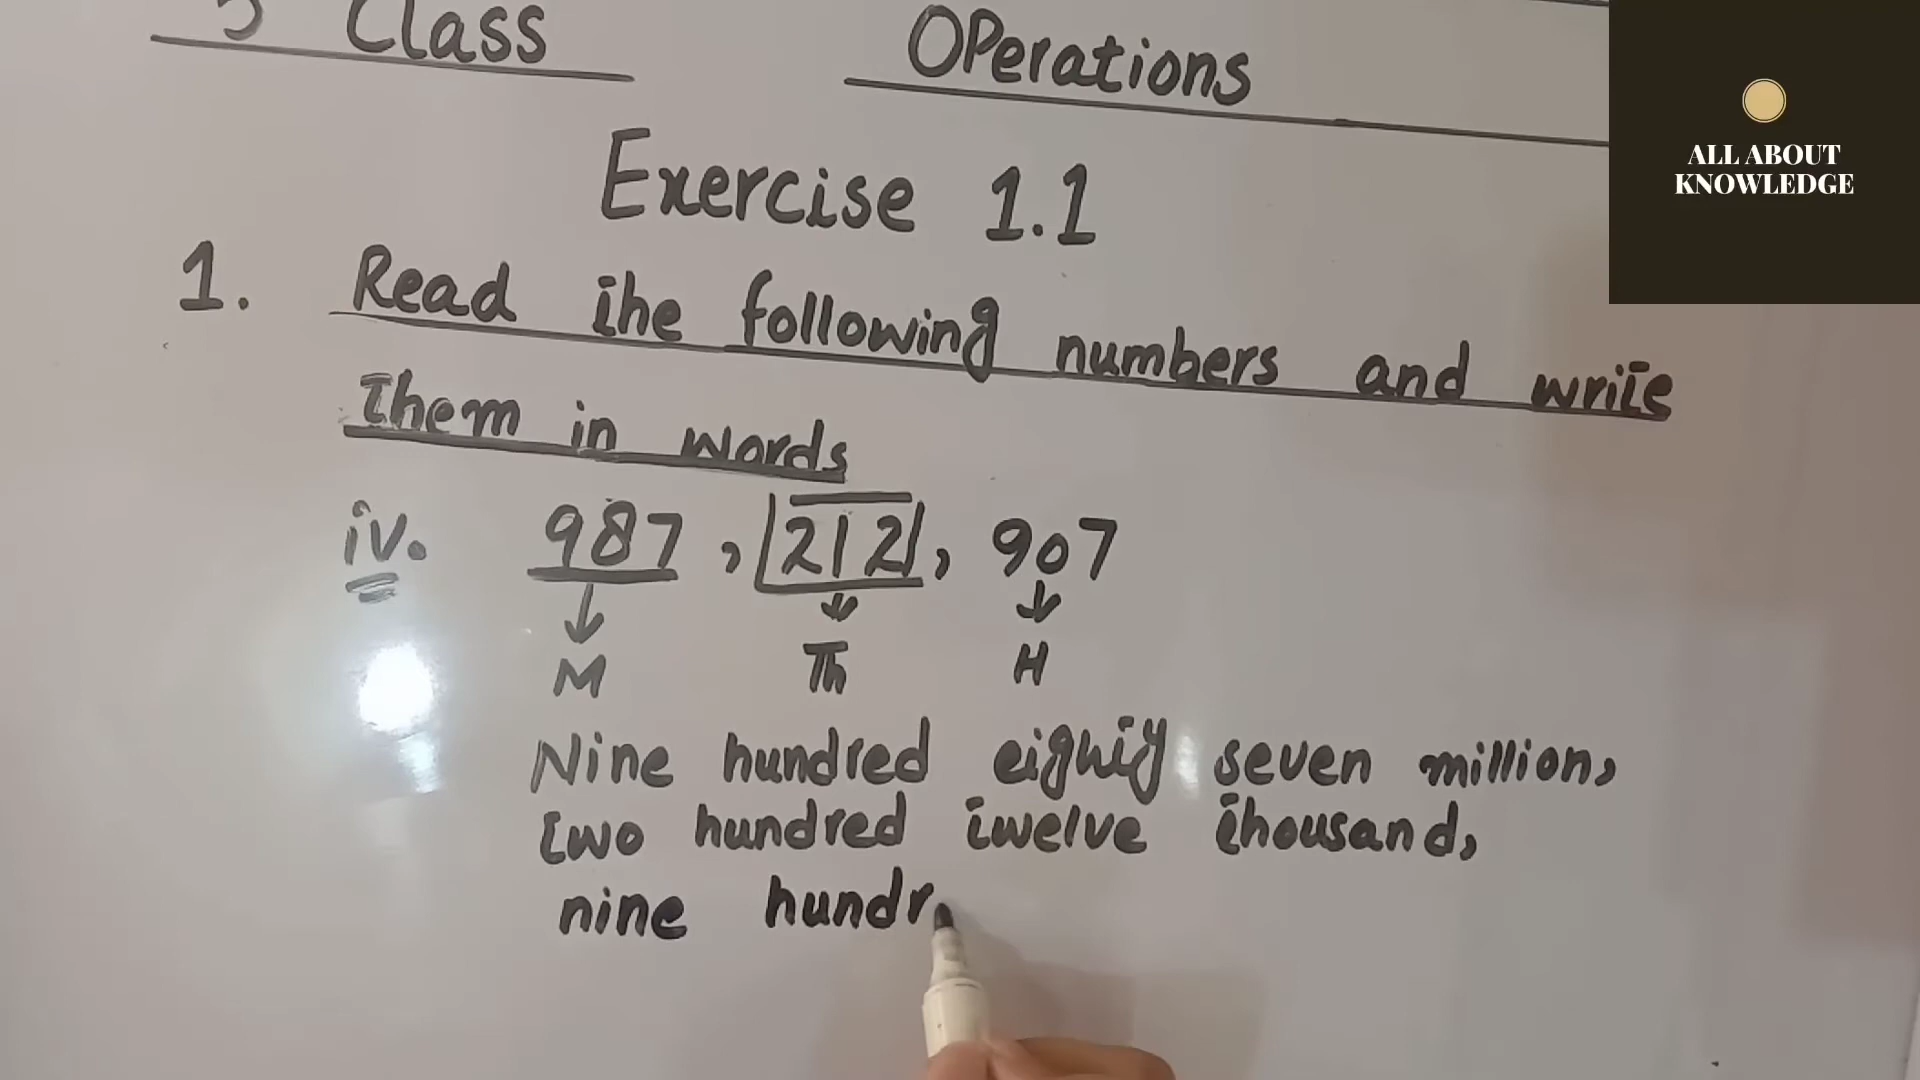 5 Class Operations
ALL ABOUT
KNOWLEDGE
Exercise 1.1
1. Read the following numbers and write
them in words
iv. 987 , 212 , 907
M Th H
Nine hundred eighty seven million,
two hundred twelve thousand,
nine hundr